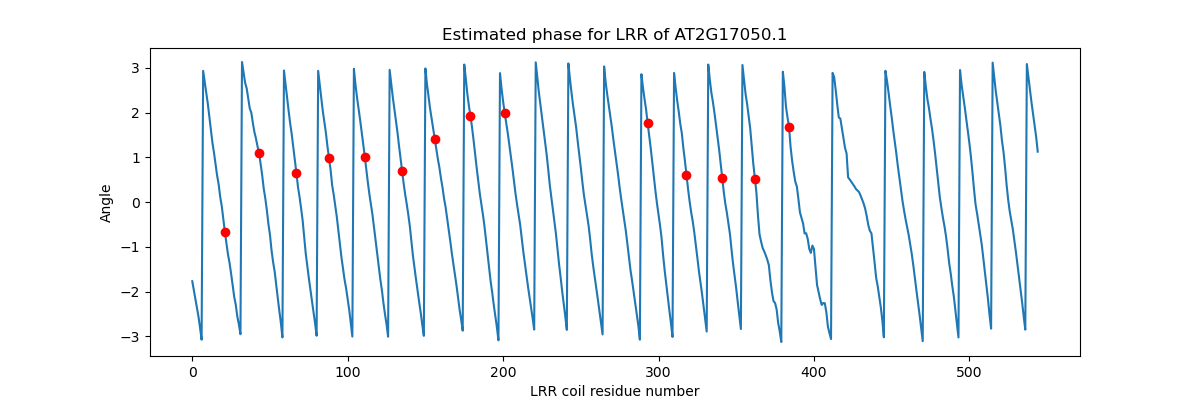 Estimated phase for LRR of AT2G17050.1
3
2
1
0
−1
−2
−3
Angle
0 100 200 300 400 500
LRR coil residue number